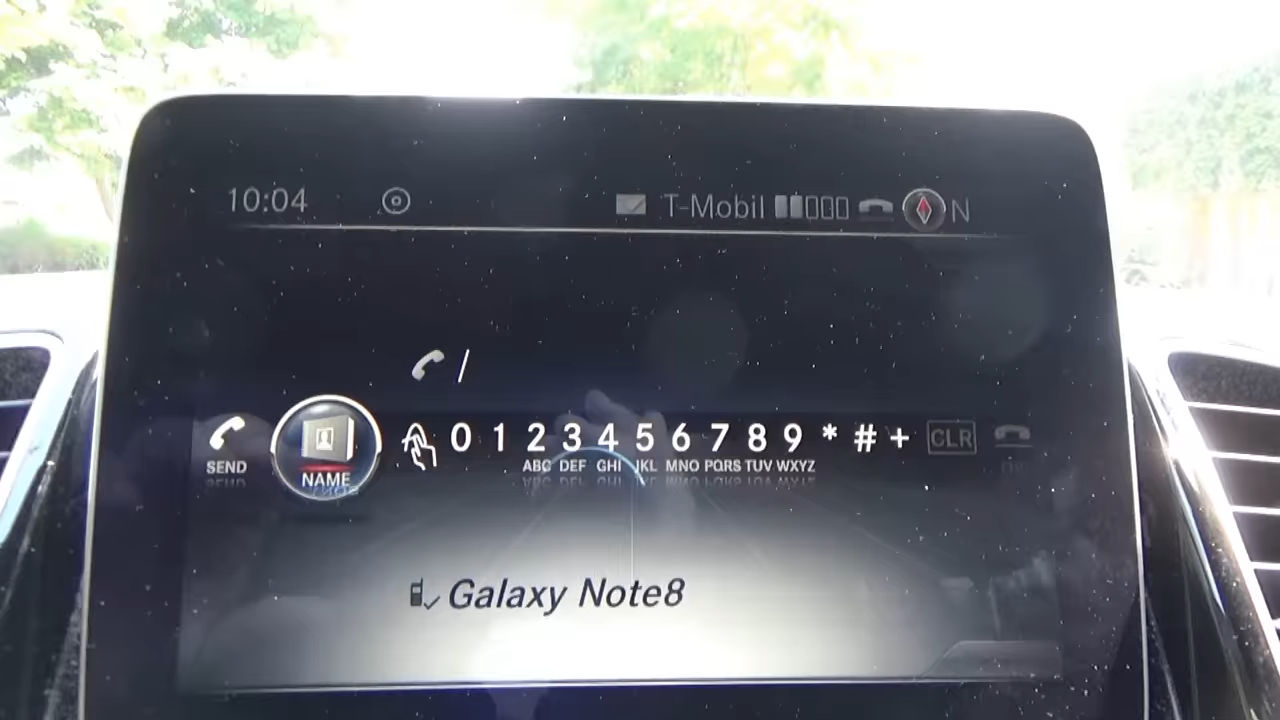 10:04 T-Mobil N
SEND NAME 0 1 2 3 4 5 6 7 8 9 * # + CLR
ABC DEF GHI JKL MNO PQRS TUV WXYZ
Galaxy Note8